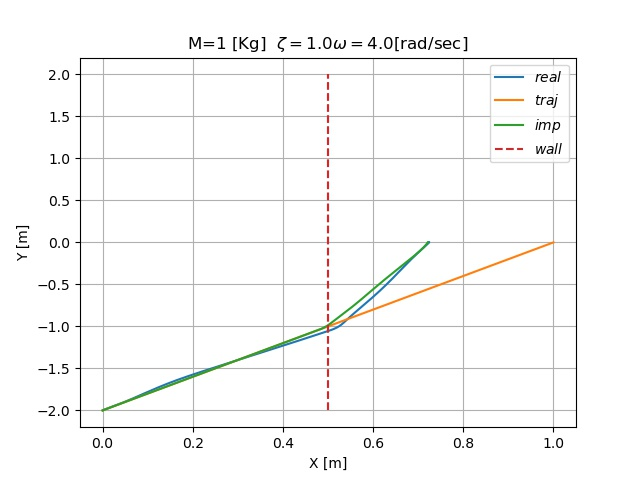 M=1 [Kg]  ζ = 1.0ω = 4.0[rad/sec]
real
traj
imp
wall
2.0
1.5
1.0
0.5
0.0
−0.5
−1.0
−1.5
−2.0
Y [m]
0.0 0.2 0.4 0.6 0.8 1.0
X [m]